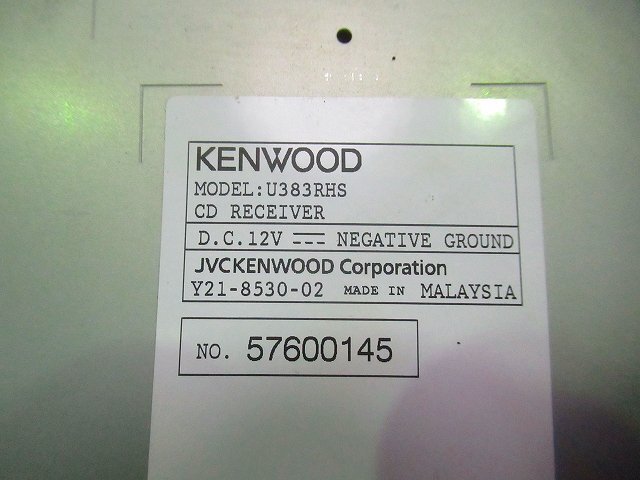 KENWOOD
MODEL:U383RHS
CD RECEIVER
D.C.12V NEGATIVE GROUND
JVCKENWOOD Corporation
Y21-8530-02 MADE IN MALAYSIA
NO. 57600145